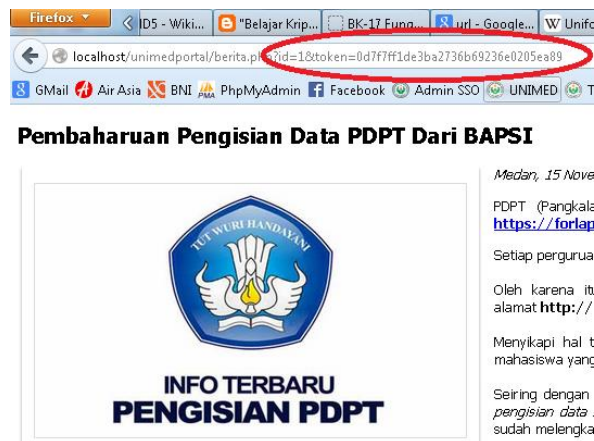 Firefox
ID5 - Wiki...
"Belajar Krip...
BK-17 Fung...
url - Google...
Unifo
localhost/unimedportal/berita.php?id=1&token=0d7f7ff1de3ba2736b69236e0205ea89
GMail Air Asia BNI PhpMyAdmin Facebook Admin SSO UNIMED T
Pembaharuan Pengisian Data PDPT Dari BAPSI
TUT WURI HANDAYANI
INFO TERBARU
PENGISIAN PDPT
Medan, 15 Nove
PDPT (Pangkala
https://forlap
Setiap pergurua
Oleh karena itu
alamat http://
Menyikapi hal t
mahasiswa yang
Seiring dengan
pengisian data
sudah melengka